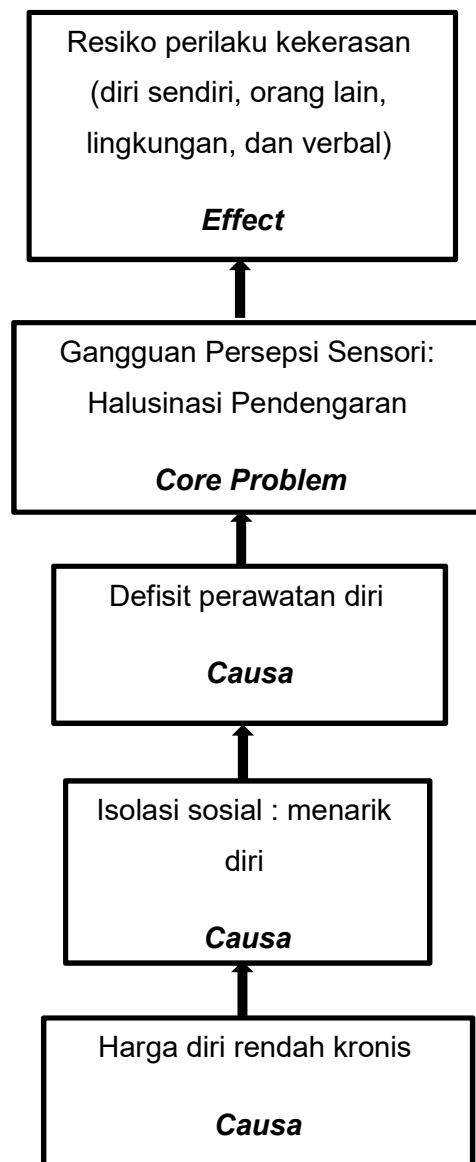 Resiko perilaku kekerasan
(diri sendiri, orang lain,
lingkungan, dan verbal)
Effect
Gangguan Persepsi Sensori:
Halusinasi Pendengaran
Core Problem
Defisit perawatan diri
Causa
Isolasi sosial : menarik
diri
Causa
Harga diri rendah kronis
Causa